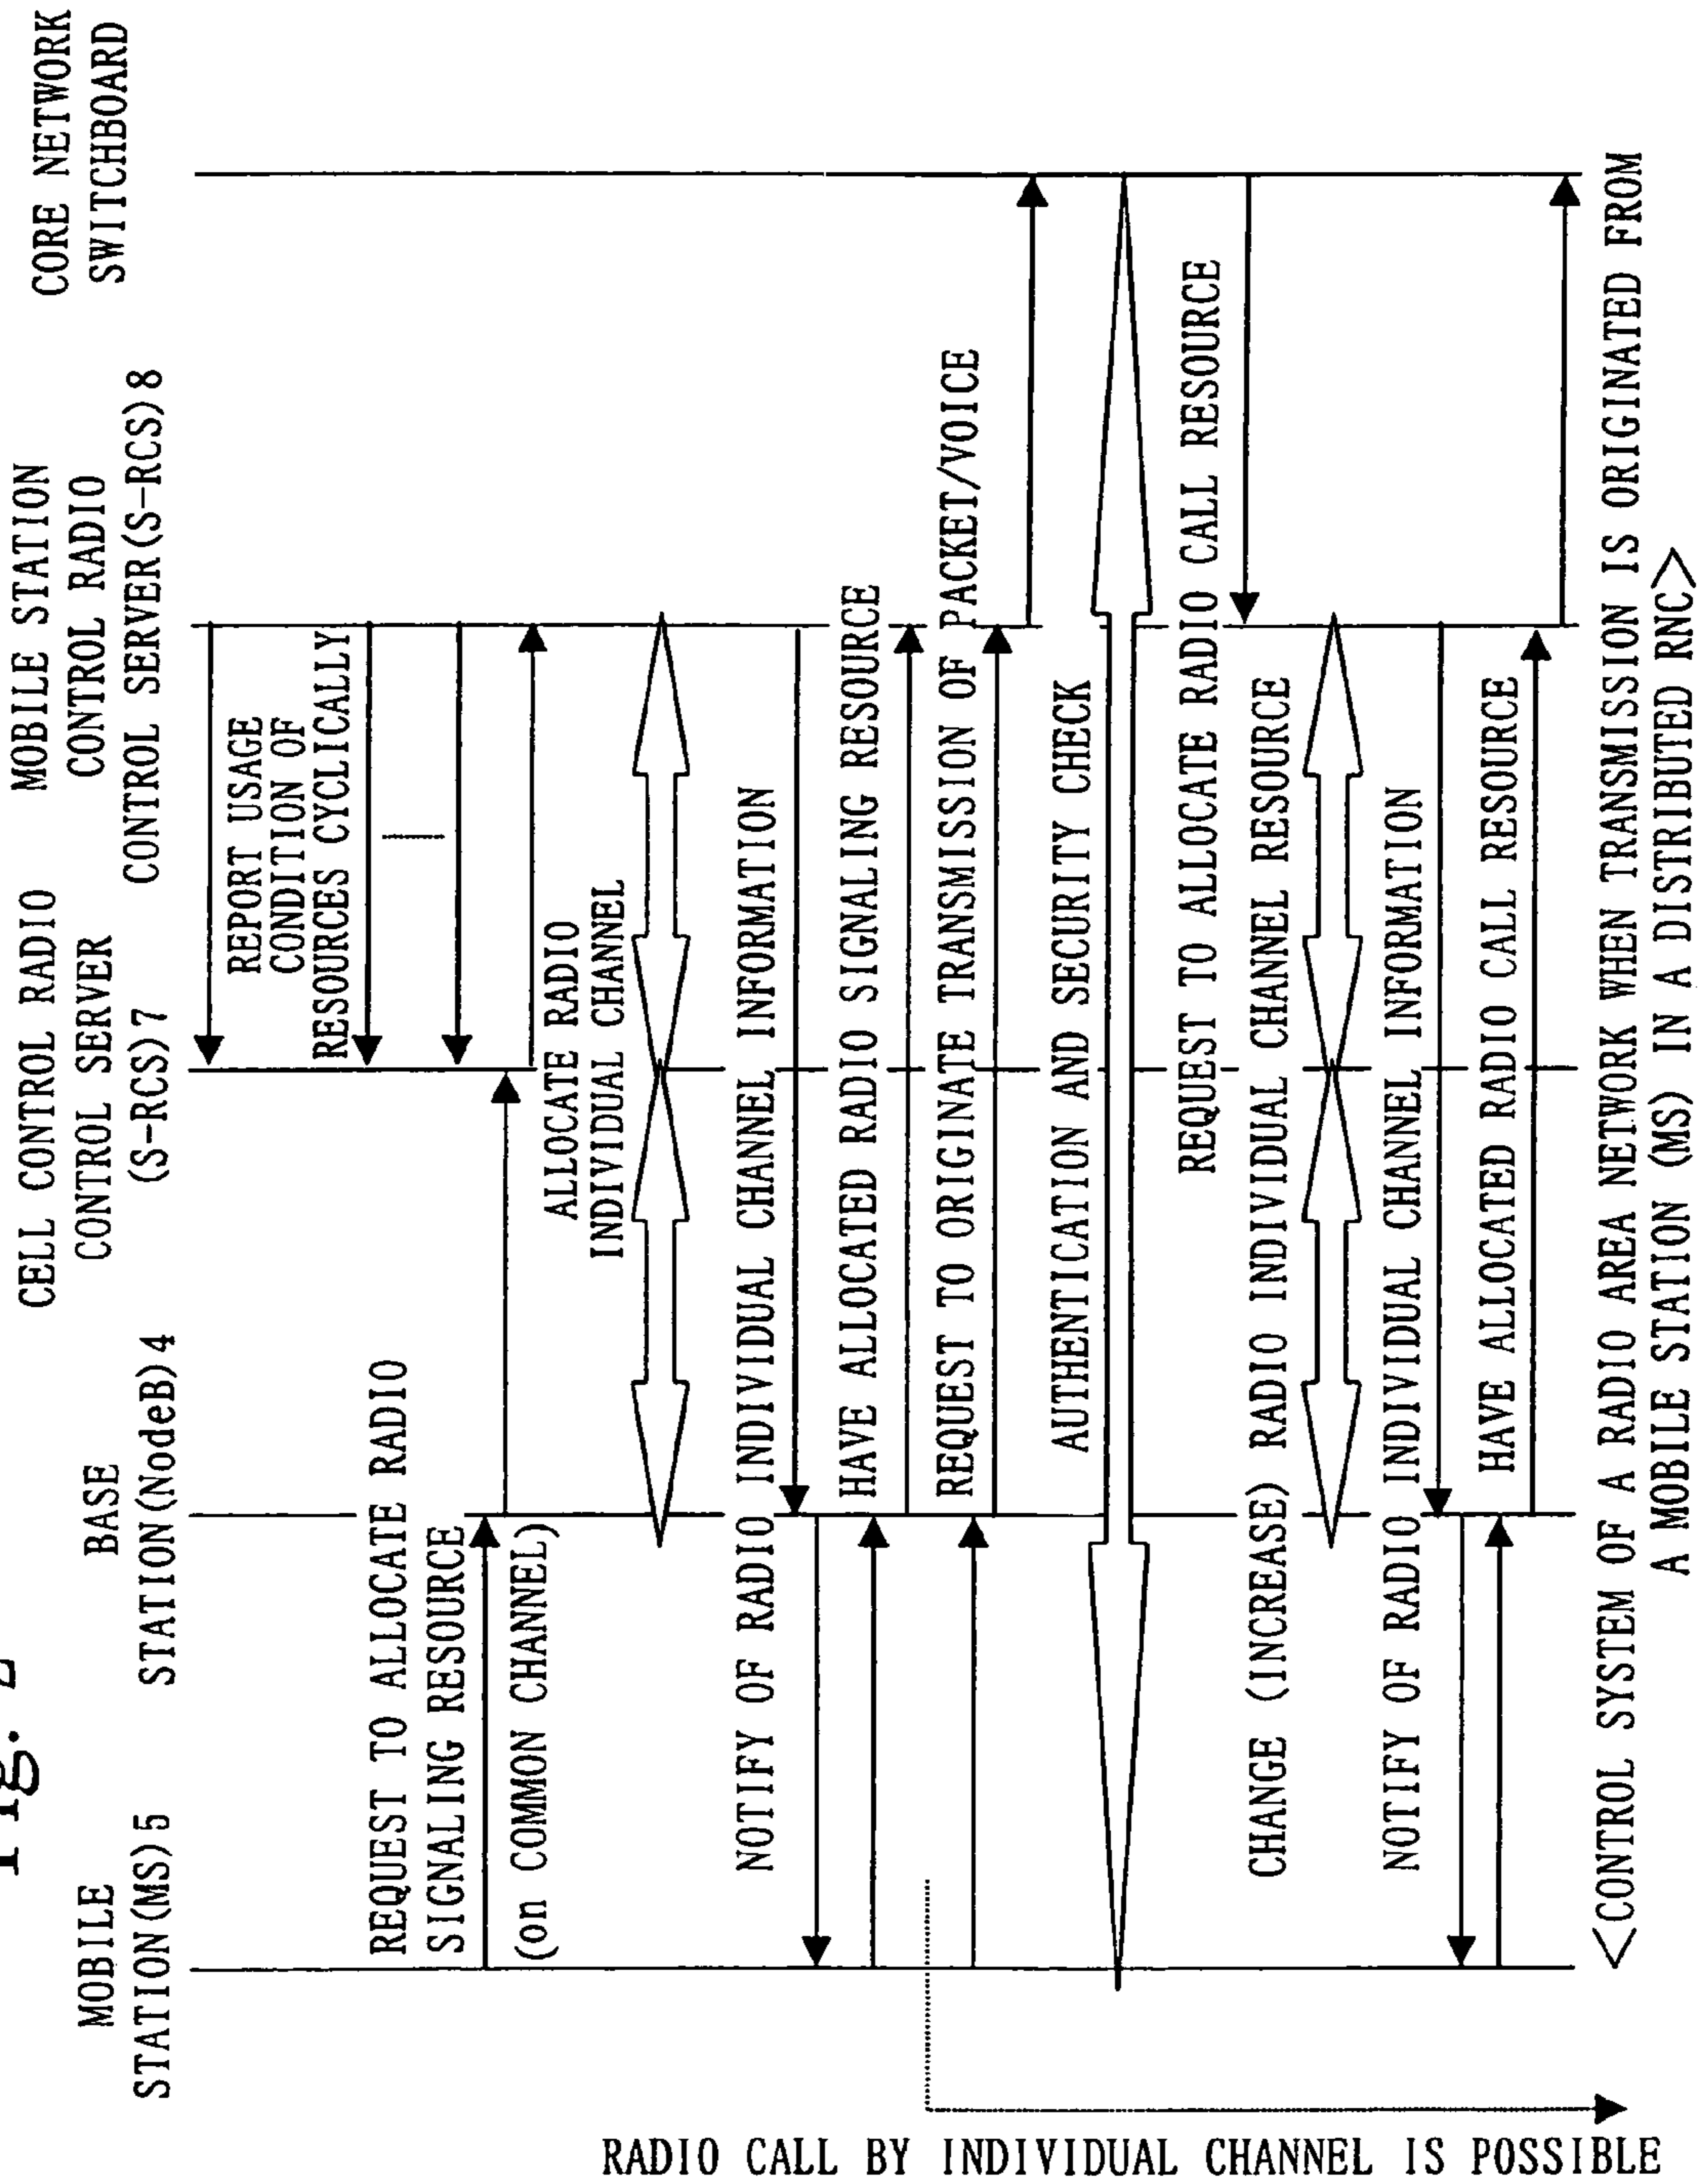 Fig. 2
MOBILE
STATION(MS)5
BASE
STATION(NodeB)4
CELL CONTROL RADIO
CONTROL SERVER
(S-RCS)7
MOBILE STATION
CONTROL RADIO
CONTROL SERVER(S-RCS)8
CORE NETWORK
SWITCHBOARD
REPORT USAGE
CONDITION OF
RESOURCES CYCLICALLY
REQUEST TO ALLOCATE RADIO
SIGNALING RESOURCE
(on COMMON CHANNEL)
ALLOCATE RADIO
INDIVIDUAL CHANNEL
NOTIFY OF RADIO INDIVIDUAL CHANNEL INFORMATION
HAVE ALLOCATED RADIO SIGNALING RESOURCE
REQUEST TO ORIGINATE TRANSMISSION OF PACKET/VOICE
AUTHENTICATION AND SECURITY CHECK
REQUEST TO ALLOCATE RADIO CALL RESOURCE
CHANGE (INCREASE) RADIO INDIVIDUAL CHANNEL RESOURCE
NOTIFY OF RADIO INDIVIDUAL CHANNEL INFORMATION
HAVE ALLOCATED RADIO CALL RESOURCE
<CONTROL SYSTEM OF A RADIO AREA NETWORK WHEN TRANSMISSION IS ORIGINATED FROM
A MOBILE STATION (MS) IN A DISTRIBUTED RNC>
RADIO CALL BY INDIVIDUAL CHANNEL IS POSSIBLE